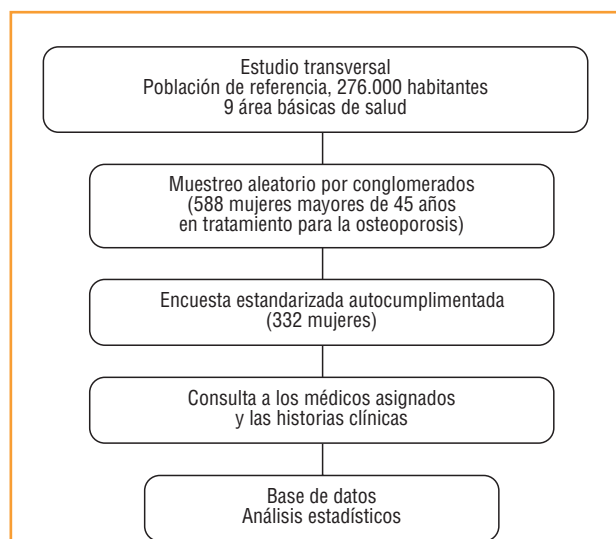 Estudio transversal
Población de referencia, 276.000 habitantes
9 área básicas de salud
Muestreo aleatorio por conglomerados
(588 mujeres mayores de 45 años
en tratamiento para la osteoporosis)
Encuesta estandarizada autocumplimentada
(332 mujeres)
Consulta a los médicos asignados
y las historias clínicas
Base de datos
Análisis estadísticos